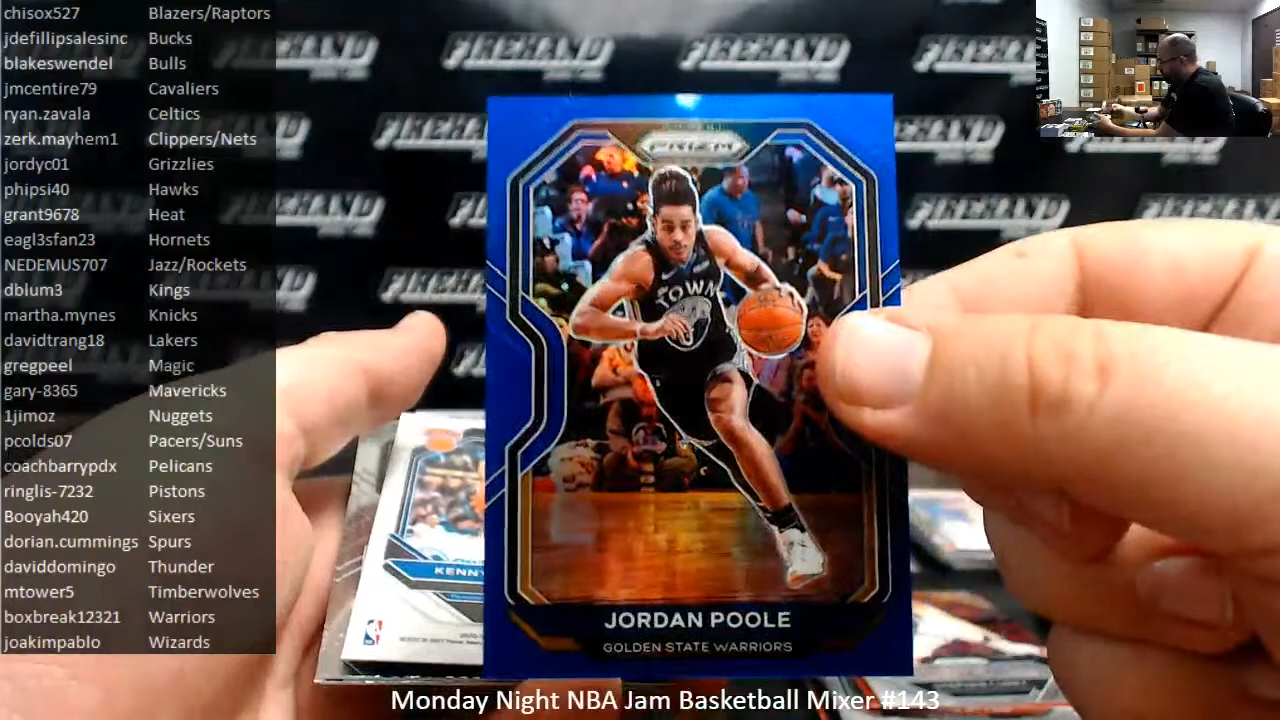 chisox527 Blazers/Raptors
jdefillipsalesinc Bucks
blakeswendel Bulls
jmcentire79 Cavaliers
ryan.zavala Celtics
zerk.mayhem1 Clippers/Nets
jordyc01 Grizzlies
phipsi40 Hawks
grant9678 Heat
eagl3sfan23 Hornets
NEDEMUS707 Jazz/Rockets
dblum3 Kings
martha.mynes Knicks
davidtrang18 Lakers
gregpeel Magic
gary-8365 Mavericks
1jimoz Nuggets
pcolds07 Pacers/Suns
coachbarrypdx Pelicans
ringlis-7232 Pistons
Booyah420 Sixers
dorian.cummings Spurs
daviddomingo Thunder
mtower5 Timberwolves
boxbreak12321 Warriors
joakimpablo Wizards
FIREHAND FIREHAND FIREHAND FIREHAND
TOWN
KENNY
JORDAN POOLE
GOLDEN STATE WARRIORS
Monday Night NBA Jam Basketball Mixer #143